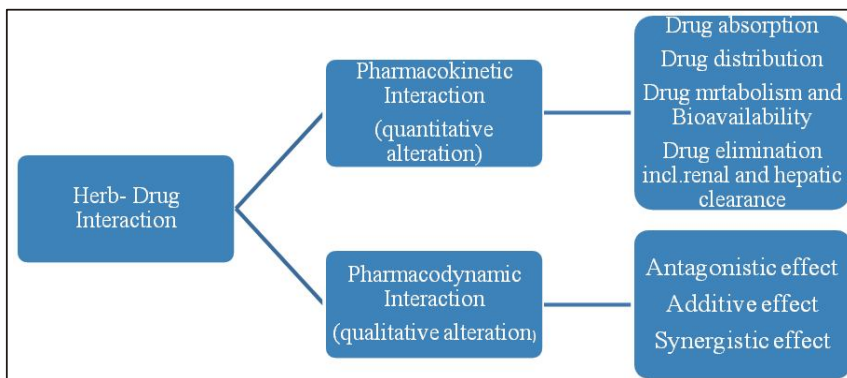 Herb- Drug
Interaction
Pharmacokinetic
Interaction
(quantitative
alteration)
Drug absorption
Drug distribution
Drug mrtabolism and
Bioavailability
Drug elimination
incl.renal and hepatic
clearance
Pharmacodynamic
Interaction
(qualitative alteration)
Antagonistic effect
Additive effect
Synergistic effect